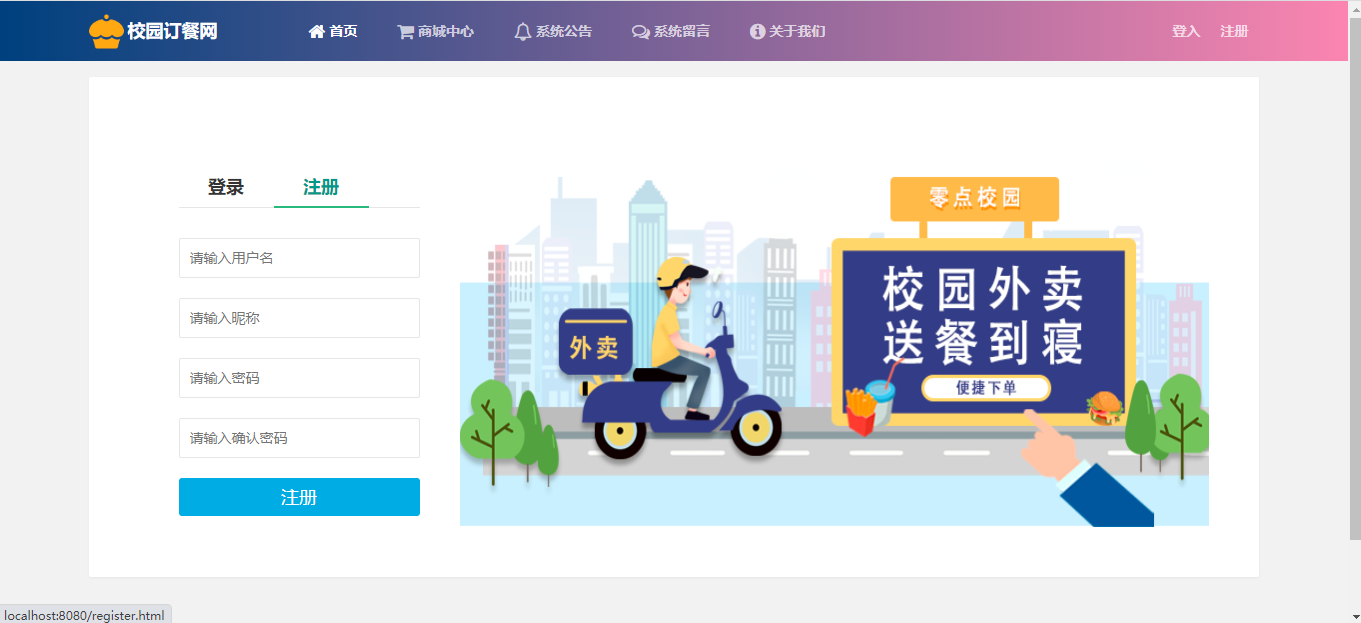 校园订餐网
首页
商城中心
系统公告
系统留言
关于我们
登入
注册
登录
注册
请输入用户名
请输入昵称
请输入密码
请输入确认密码
注册
零点校园
校园外卖
送餐到寝
便捷下单
外卖
localhost:8080/register.html